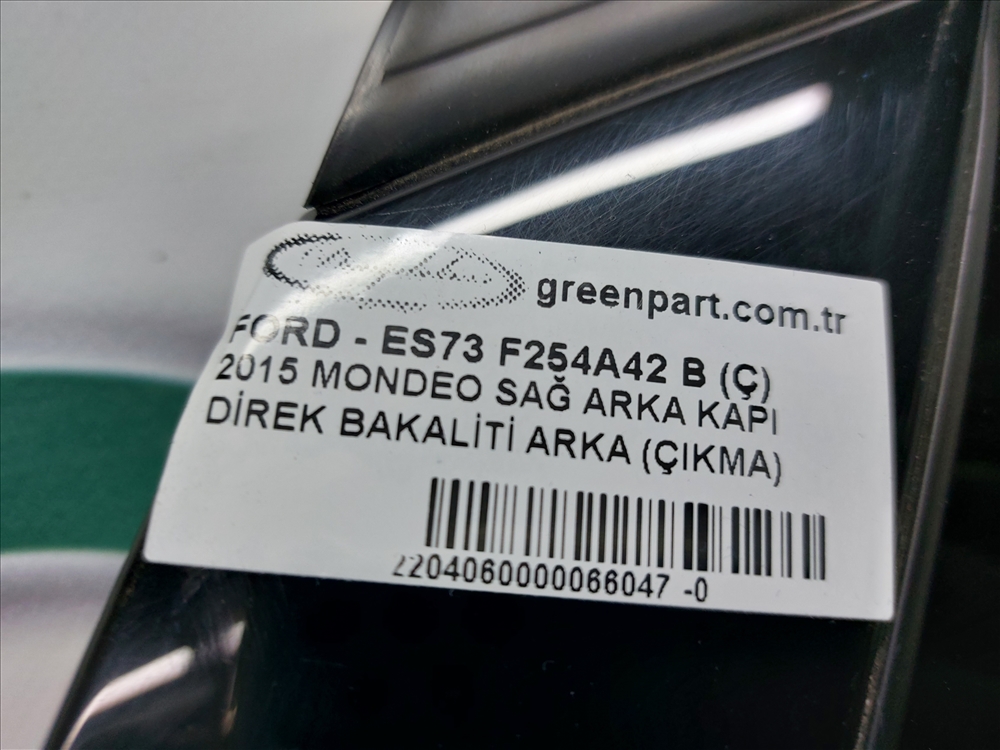 greenpart.com.tr
FORD - ES73 F254A42 B (Ç)
2015 MONDEO SAĞ ARKA KAPI
DİREK BAKALİTİ ARKA (ÇIKMA)
2204060000066047 -0